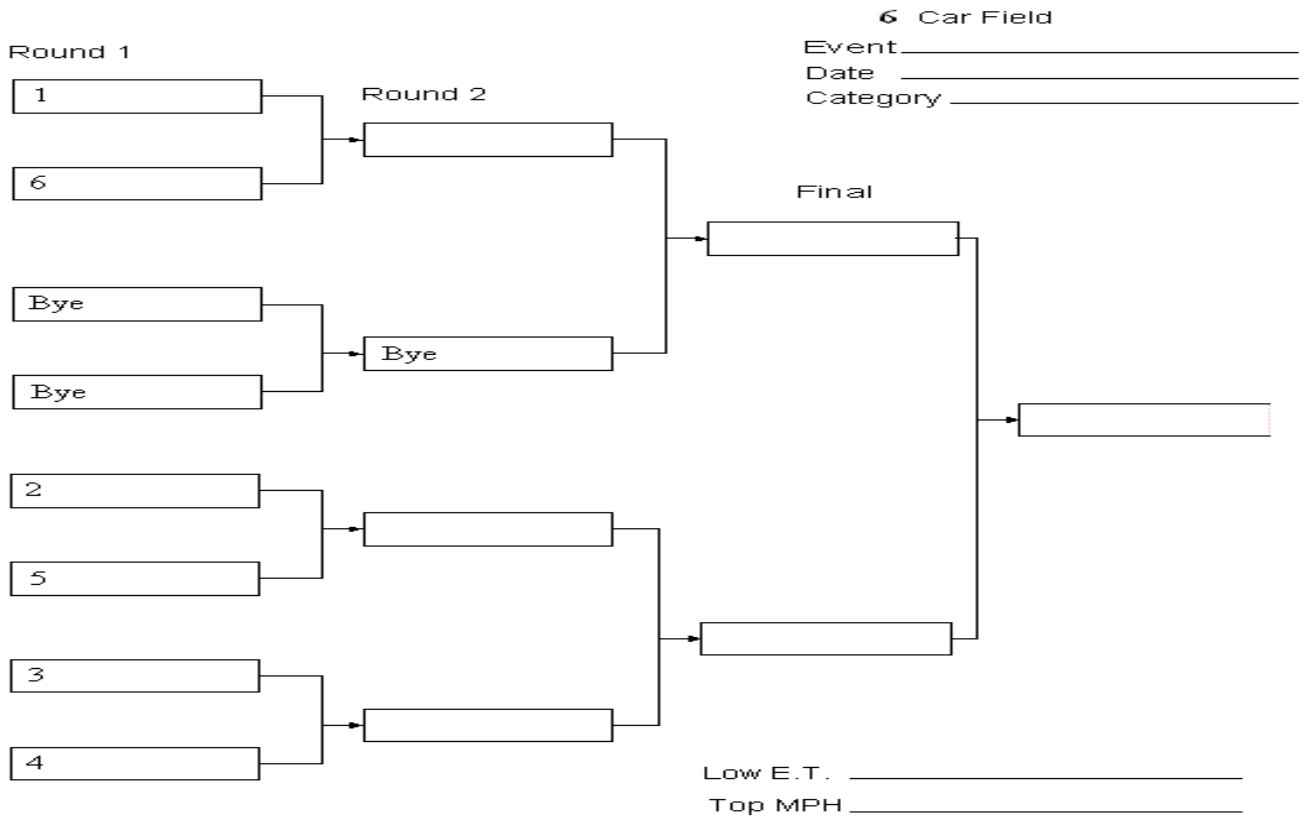 6 Car Field
Event
Date
Category
Round 1
1
6
Bye
Bye
2
5
3
4
Round 2
Bye
Final
Low E.T.
Top MPH